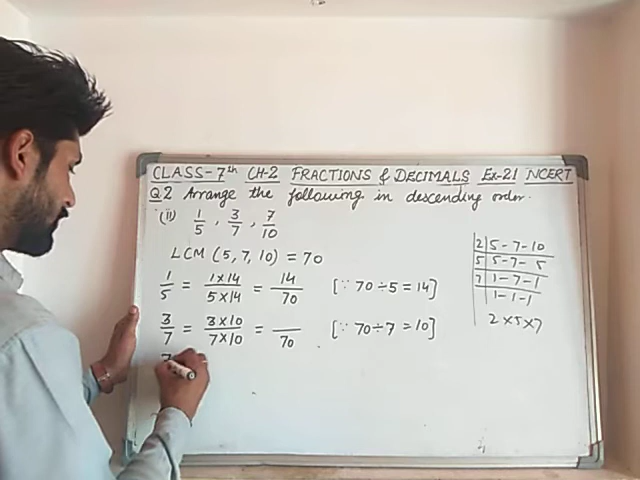 CLASS-7th CH-2 FRACTIONS & DECIMALS Ex-2.1 NCERT
Q2 Arrange the following in descending order.
(ii) 1/5 , 3/7 , 7/10
LCM (5, 7, 10) = 70
1/5 = 1×14/5×14 = 14/70 [∵ 70÷5 = 14]
3/7 = 3×10/7×10 = /70 [∵ 70÷7 = 10]
7
2 | 5-7-10
5 | 5-7-5
7 | 1-7-1
1-1-1
2×5×7